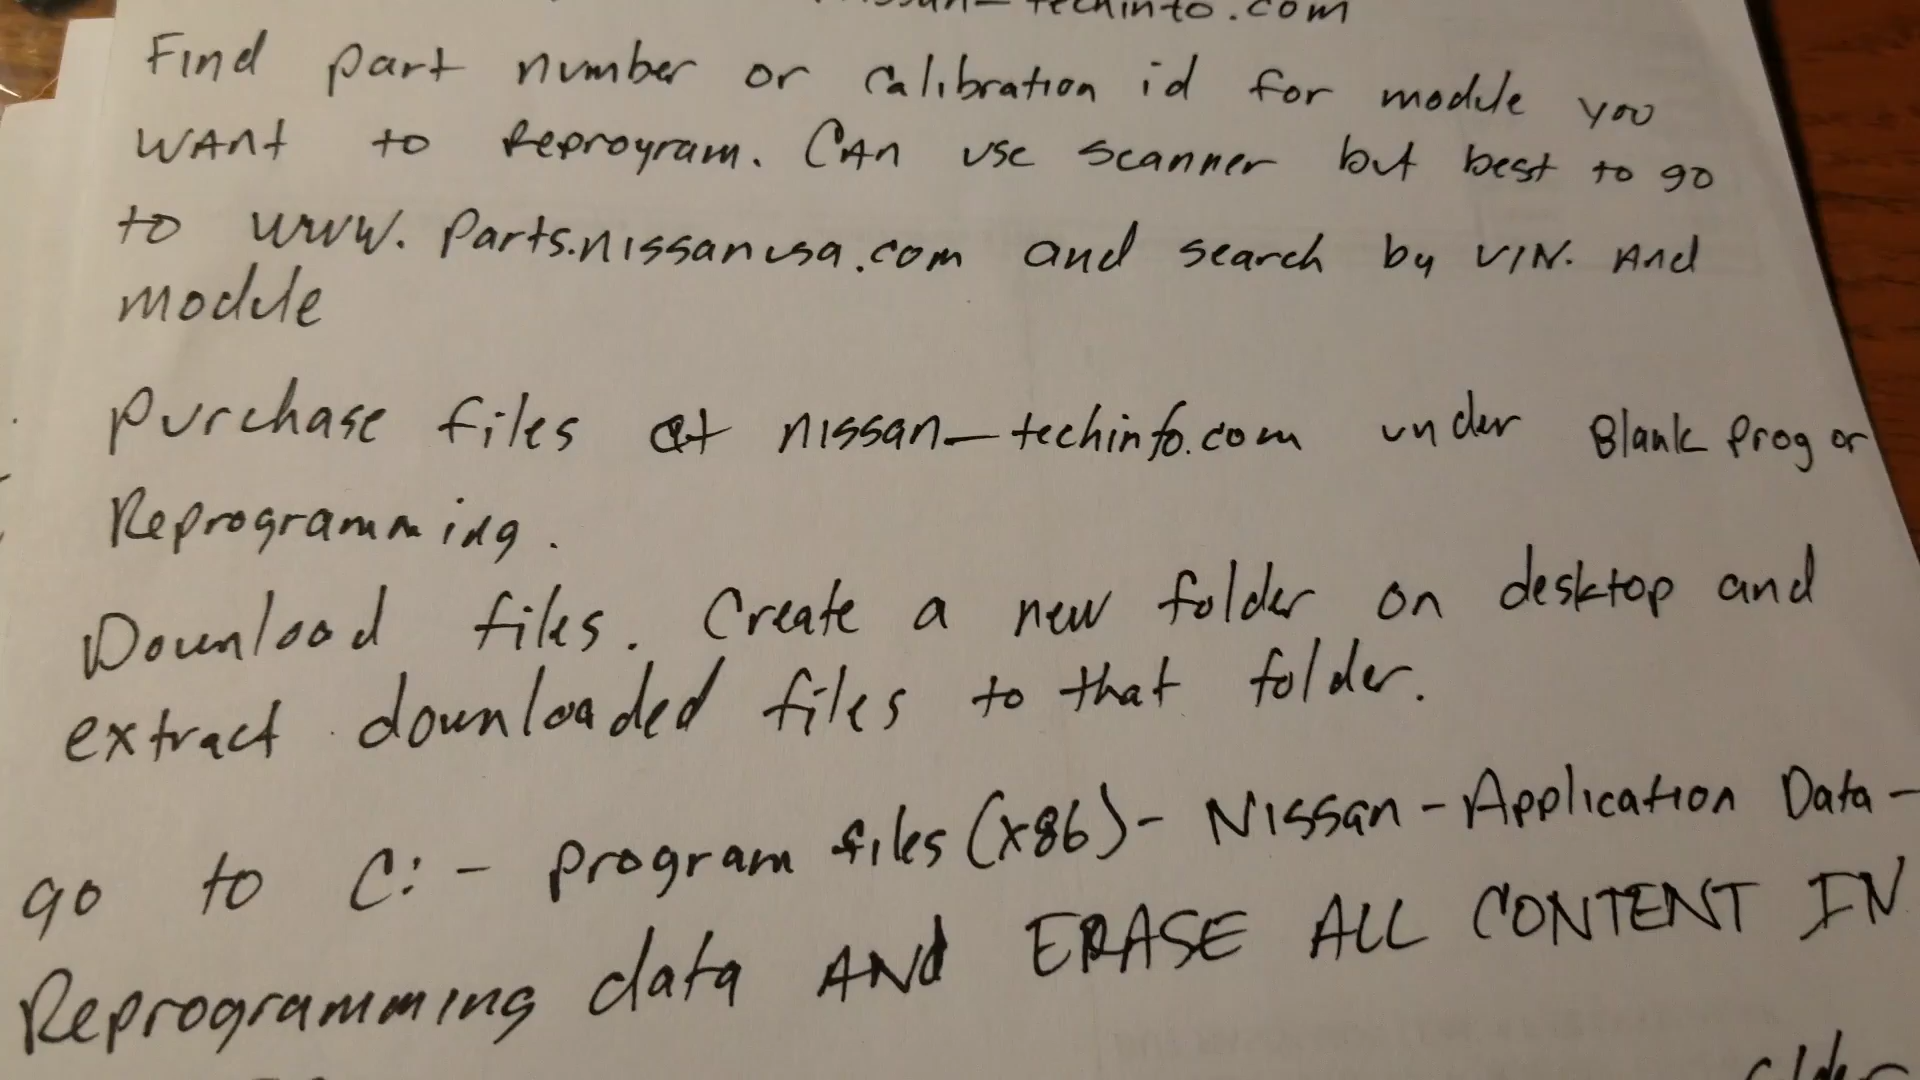 techinfo.com
Find part number or calibration id for module you
WANt to Reprogram. CAn use scanner but best to go
to www. Parts.nissanusa.com and search by VIN. And
module
Purchase files at nissan-techinfo.com under Blank Prog or
Reprogramming.
Download files. Create a new folder on desktop and
extract downloaded files to that folder.
go to C: - program files (x86) - Nissan - Application Data -
Reprogramming data ANd ERASE ALL CONTENT IN